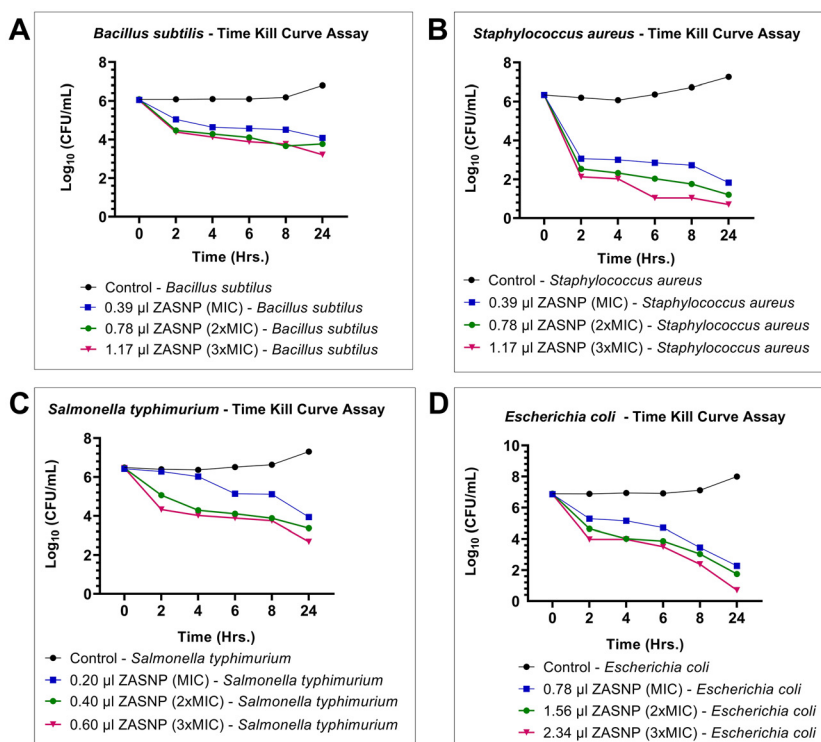 A
Bacillus subtilis - Time Kill Curve Assay
8
6
4
2
0
Log10 (CFU/mL)
0 2 4 6 8 24
Time (Hrs.)
Control - Bacillus subtilus
0.39 µl ZASNP (MIC) - Bacillus subtilus
0.78 µl ZASNP (2xMIC) - Bacillus subtilus
1.17 µl ZASNP (3xMIC) - Bacillus subtilus
B
Staphylococcus aureus - Time Kill Curve Assay
8
6
4
2
0
Log10 (CFU/mL)
0 2 4 6 8 24
Time (Hrs.)
Control - Staphylococcus aureus
0.39 µl ZASNP (MIC) - Staphylococcus aureus
0.78 µl ZASNP (2xMIC) - Staphylococcus aureus
1.17 µl ZASNP (3xMIC) - Staphylococcus aureus
C
Salmonella typhimurium - Time Kill Curve Assay
8
6
4
2
0
Log10 (CFU/mL)
0 2 4 6 8 24
Time (Hrs.)
Control - Salmonella typhimurium
0.20 µl ZASNP (MIC) - Salmonella typhimurium
0.40 µl ZASNP (2xMIC) - Salmonella typhimurium
0.60 µl ZASNP (3xMIC) - Salmonella typhimurium
D
Escherichia coli - Time Kill Curve Assay
10
8
6
4
2
0
Log10 (CFU/mL)
0 2 4 6 8 24
Time (Hrs.)
Control - Escherichia coli
0.78 µl ZASNP (MIC) - Escherichia coli
1.56 µl ZASNP (2xMIC) - Escherichia coli
2.34 µl ZASNP (3xMIC) - Escherichia coli